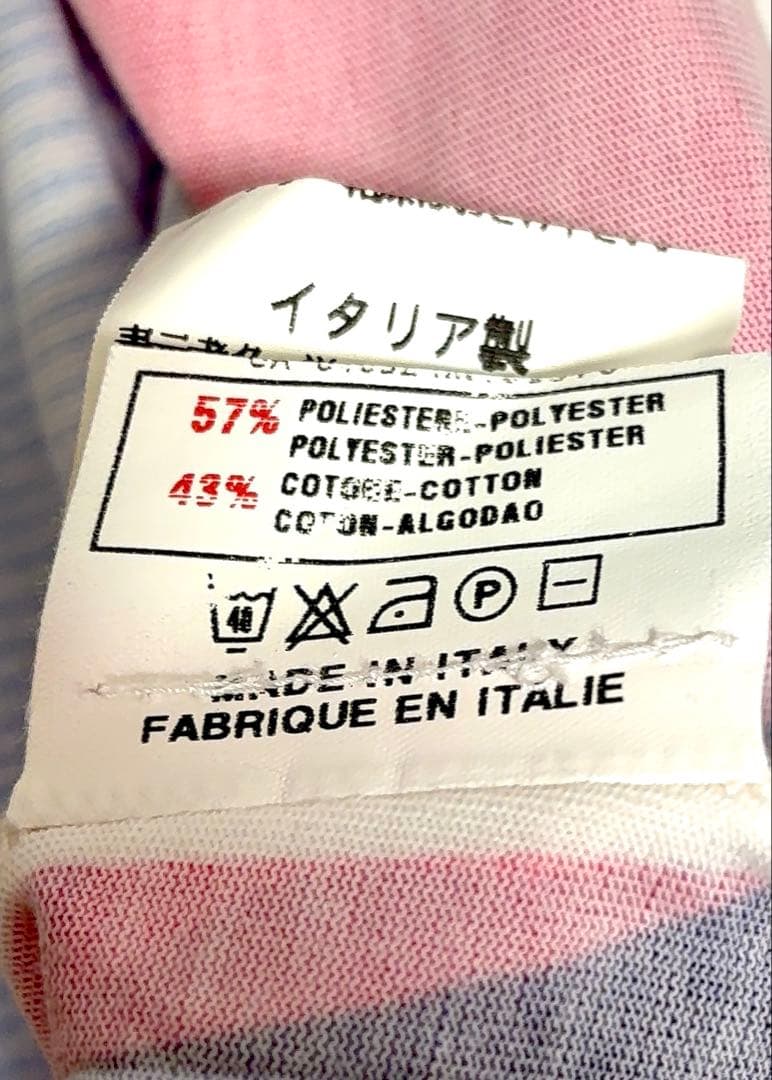 イタリア製
57% POLIESTERE-POLYESTER
POLYESTER-POLIESTER
43% COTONE-COTTON
COTON-ALGODAO
40
P
MADE IN ITALY
FABRIQUE EN ITALIE